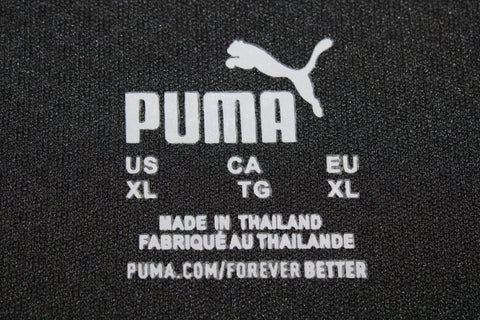 PUMA
US CA EU
XL TG XL
MADE IN THAILAND
FABRIQUÉ AU THAILANDE
PUMA.COM/FOREVER BETTER